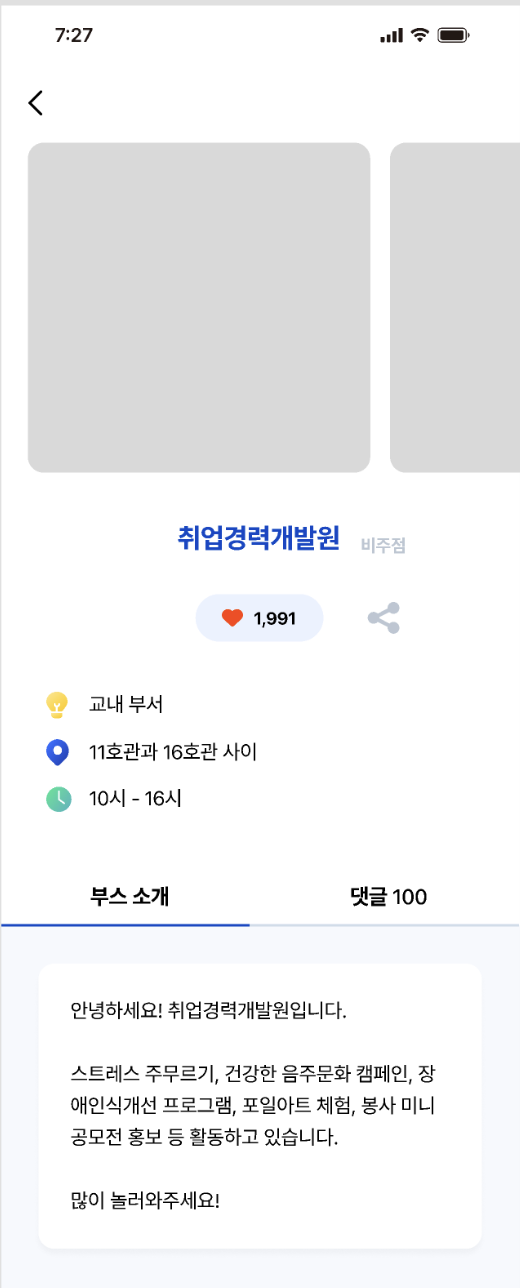 7:27
취업경력개발원 비주점
1,991
교내 부서
11호관과 16호관 사이
10시 - 16시
부스 소개 댓글 100
안녕하세요! 취업경력개발원입니다.
스트레스 주무르기, 건강한 음주문화 캠페인, 장
애인식개선 프로그램, 포일아트 체험, 봉사 미니
공모전 홍보 등 활동하고 있습니다.
많이 놀러와주세요!